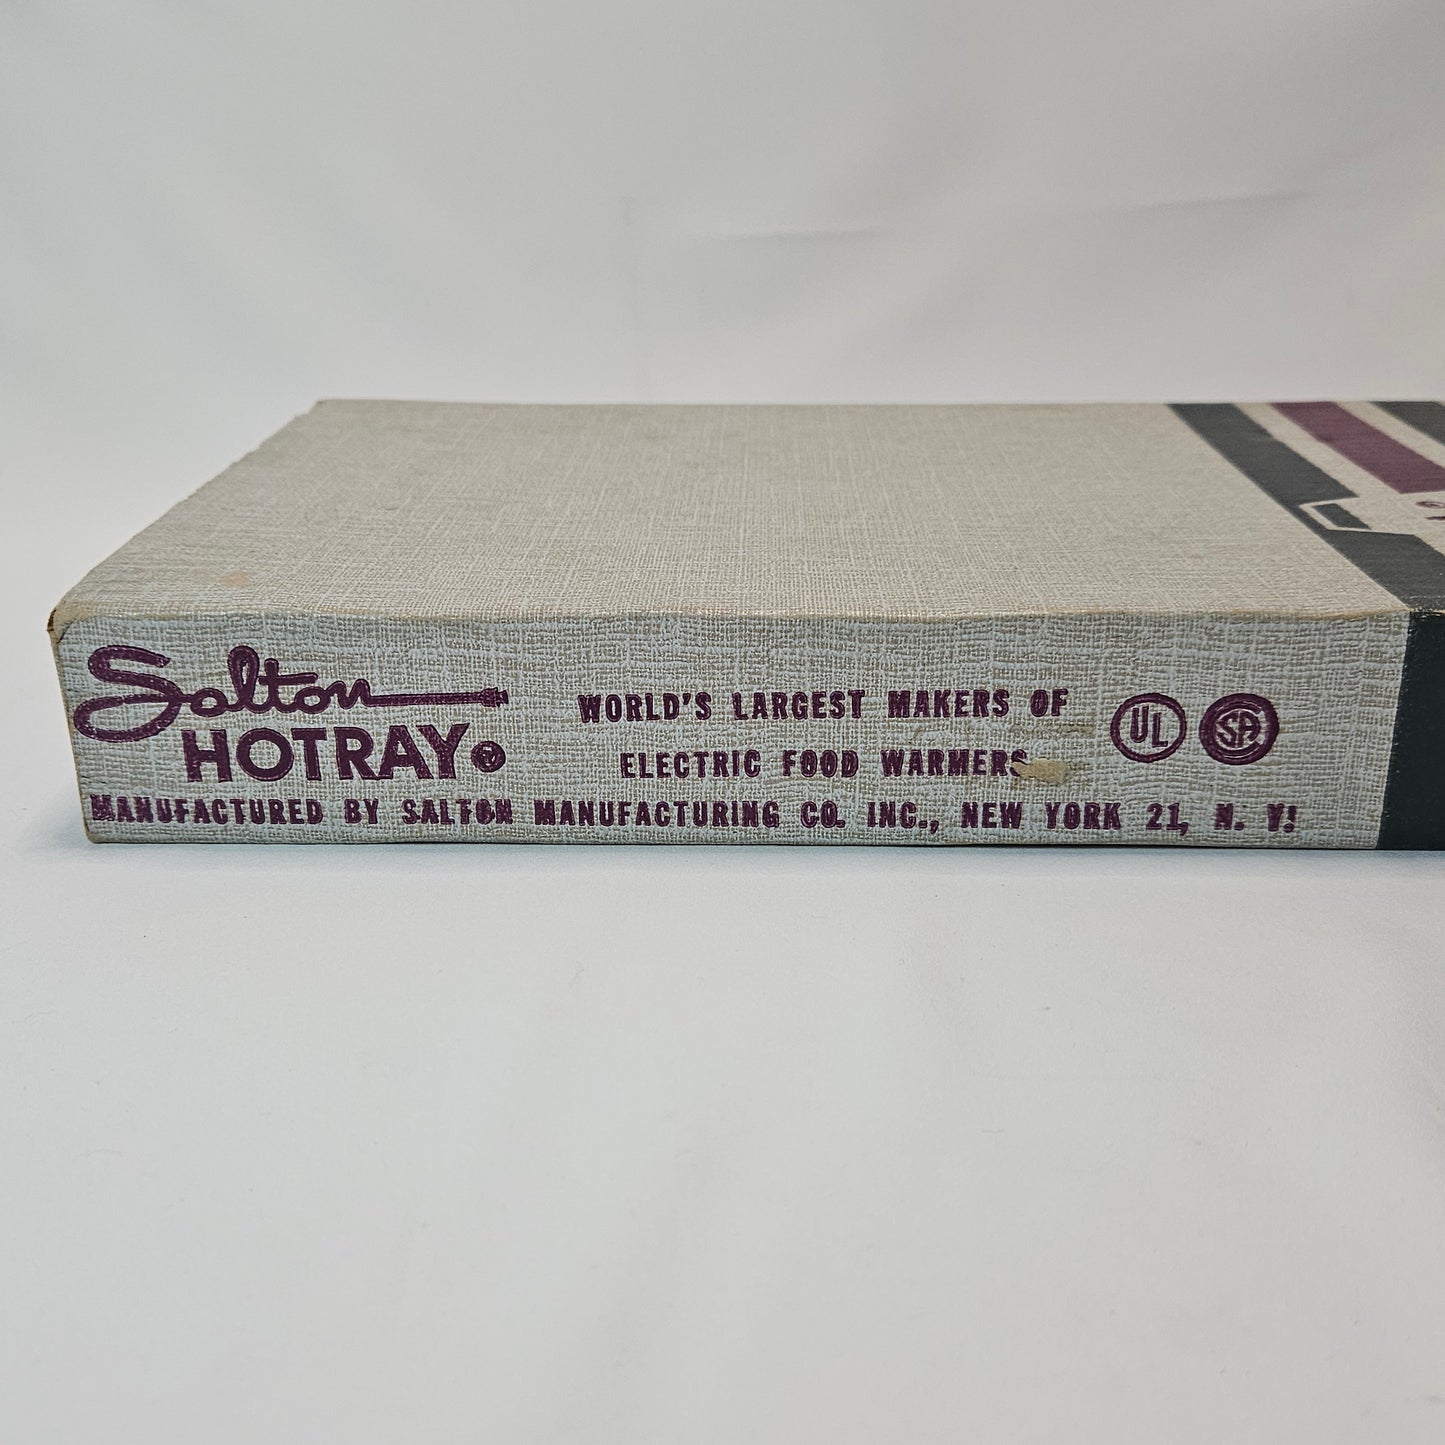 Salton
HOTRAY®
WORLD'S LARGEST MAKERS OF
ELECTRIC FOOD WARMERS
UL
SA
MANUFACTURED BY SALTON MANUFACTURING CO. INC., NEW YORK 21, N. Y.